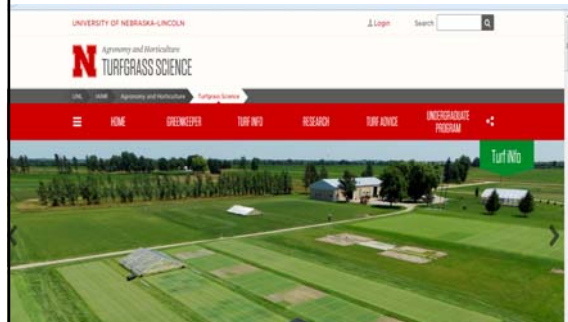 UNIVERSITY OF NEBRASKA–LINCOLN
Login
Search
N
Agronomy and Horticulture
TURFGRASS SCIENCE
UNL
IANR
Agronomy and Horticulture
Turfgrass Science
HOME
GREENKEEPER
TURF INFO
RESEARCH
TURF ADVICE
UNDERGRADUATE
PROGRAM
Turf iNfo